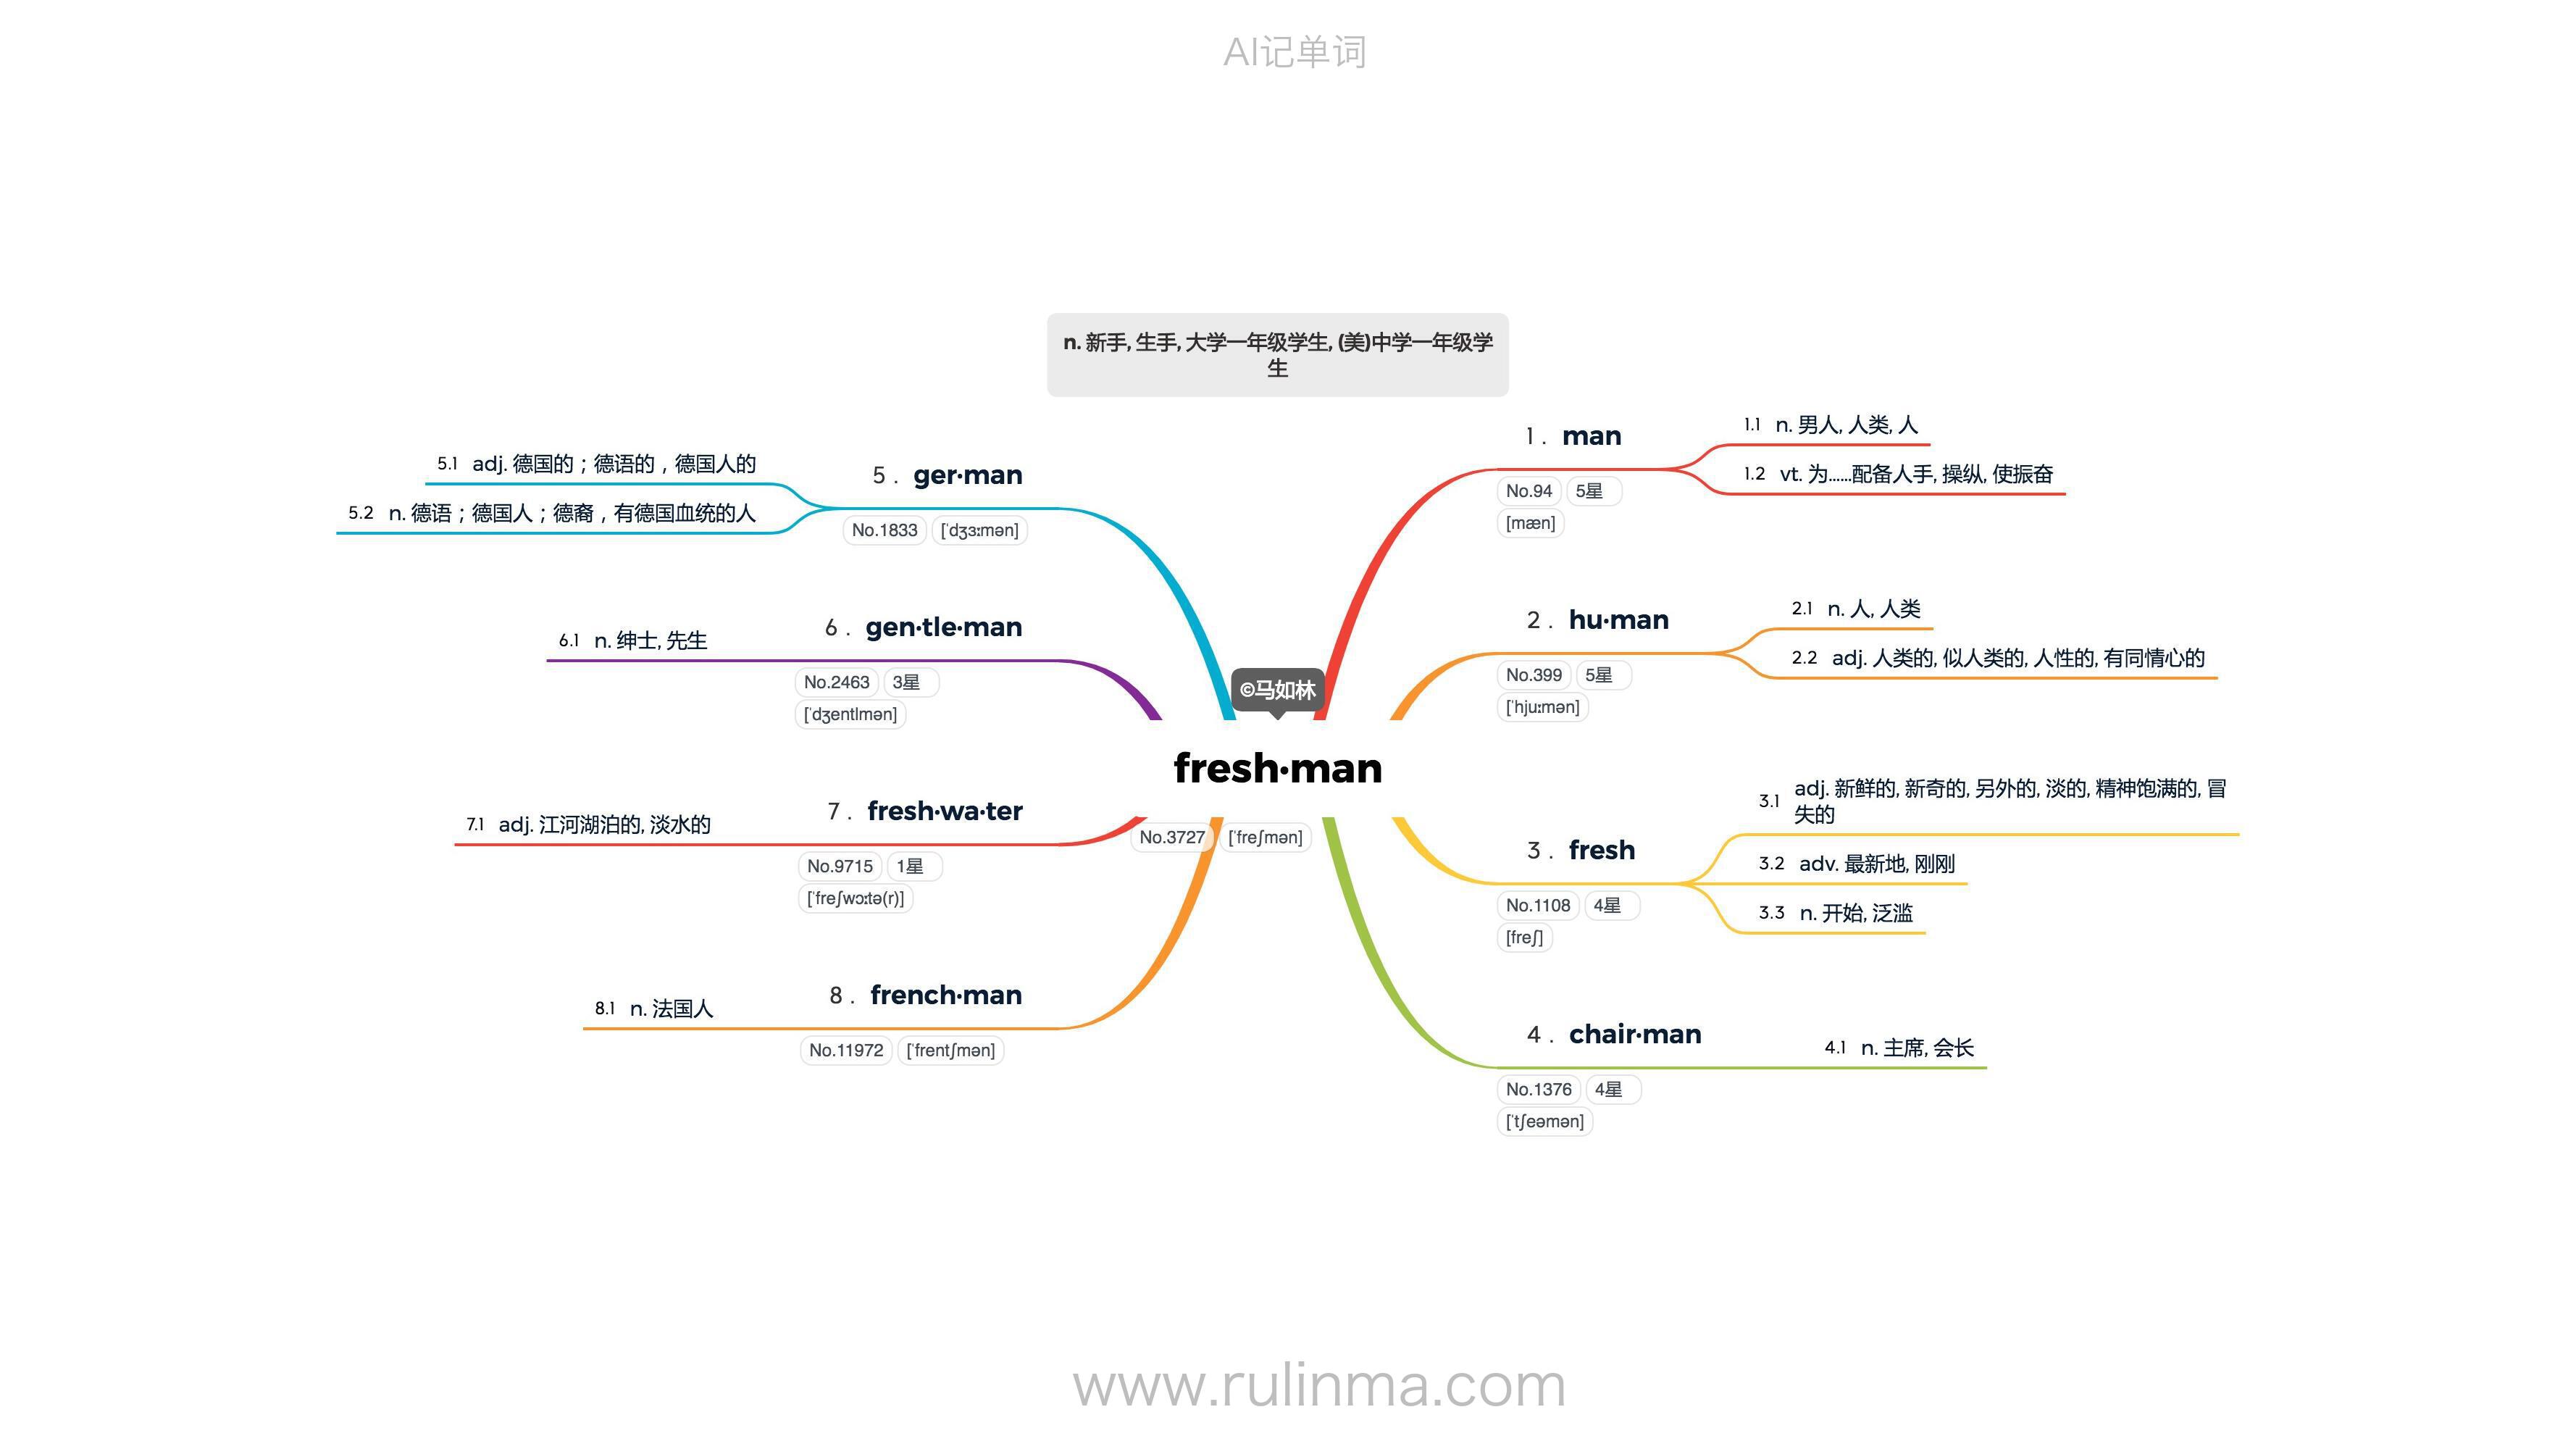 AI记单词
n. 新手, 生手, 大学一年级学生, (美)中学一年级学
生
©马如林
fresh·man
No.3727 [ˈfreʃmən]
1 . man
No.94 5星
[mæn]
1.1 n. 男人, 人类, 人
1.2 vt. 为......配备人手, 操纵, 使振奋
2 . hu·man
No.399 5星
[ˈhjuːmən]
2.1 n. 人, 人类
2.2 adj. 人类的, 似人类的, 人性的, 有同情心的
3 . fresh
No.1108 4星
[freʃ]
3.1 adj. 新鲜的, 新奇的, 另外的, 淡的, 精神饱满的, 冒
失的
3.2 adv. 最新地, 刚刚
3.3 n. 开始, 泛滥
4 . chair·man
No.1376 4星
[ˈtʃeəmən]
4.1 n. 主席, 会长
5 . ger·man
No.1833 [ˈdʒɜːmən]
5.1 adj. 德国的；德语的，德国人的
5.2 n. 德语；德国人；德裔，有德国血统的人
6 . gen·tle·man
No.2463 3星
[ˈdʒentlmən]
6.1 n. 绅士, 先生
7 . fresh·wa·ter
No.9715 1星
[ˈfreʃwɔːtə(r)]
7.1 adj. 江河湖泊的, 淡水的
8 . french·man
No.11972 [ˈfrentʃmən]
8.1 n. 法国人
www.rulinma.com